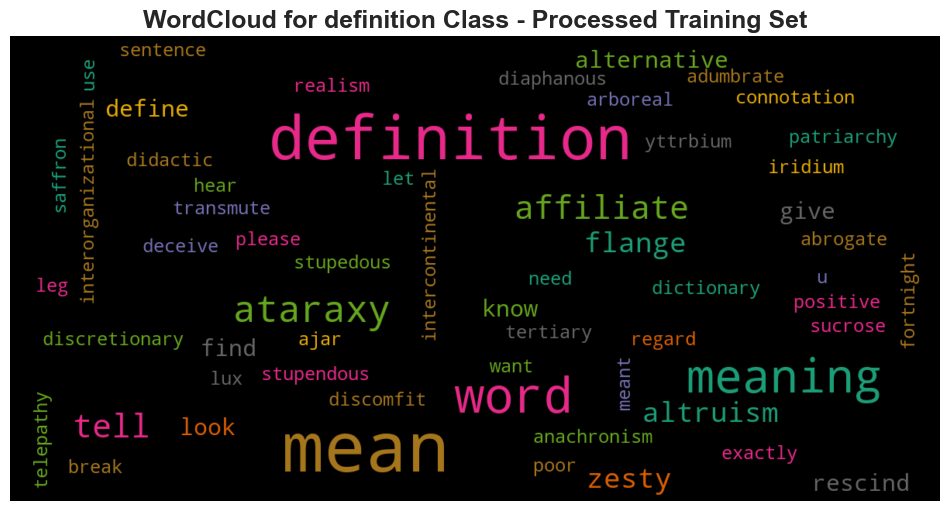 WordCloud for definition Class - Processed Training Set
sentence
alternative
use
realism
diaphanous
adumbrate
define
arboreal
connotation
definition
interorganizational
yttrbium
patriarchy
saffron
didactic
iridium
hear
let
intercontinental
transmute
affiliate
give
deceive
please
flange
abrogate
stupedous
leg
need
dictionary
u
fortnight
positive
ataraxy
know
sucrose
discretionary
find
ajar
tertiary
regard
lux
stupendous
want
meant
meaning
word
discomfit
altruism
telepathy
tell
look
mean
anachronism
exactly
break
poor
zesty
rescind